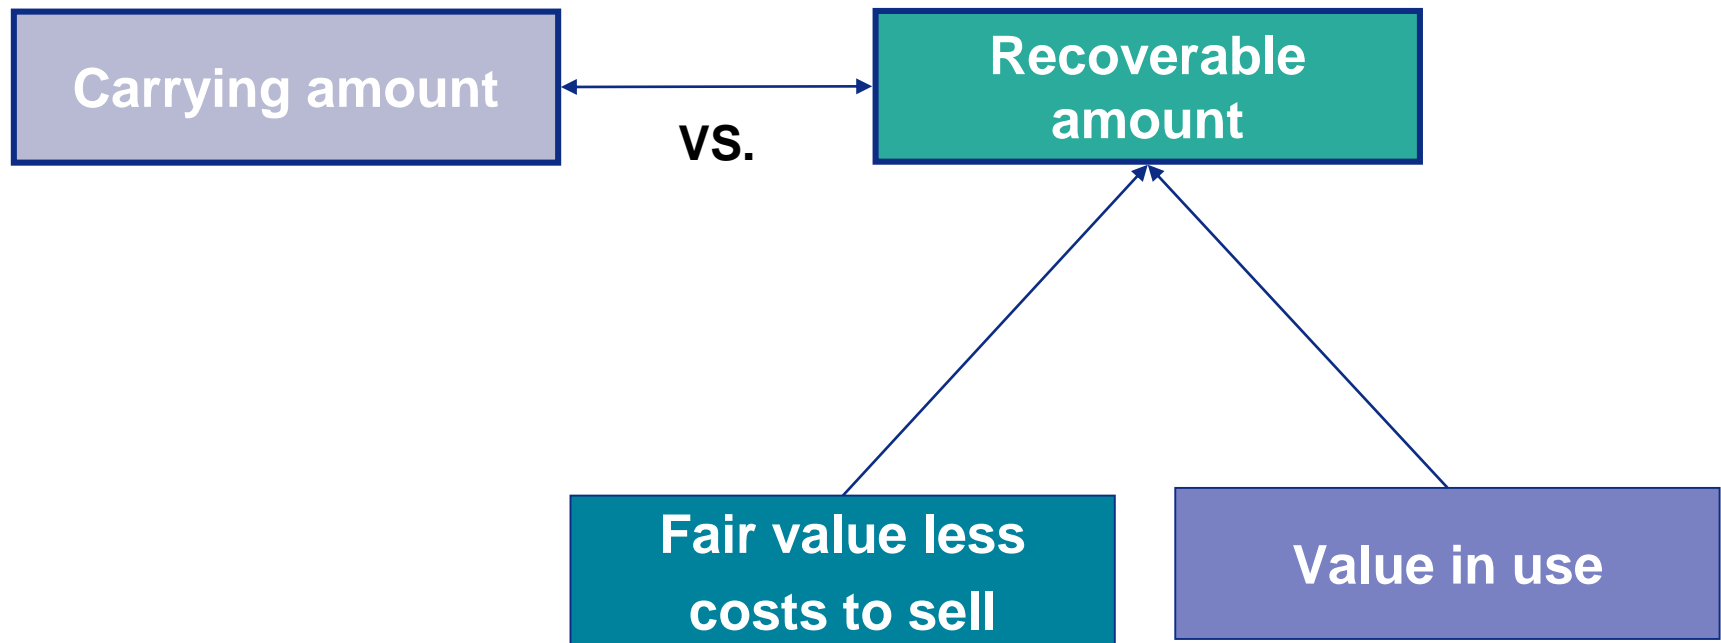 Carrying amount
VS.
Recoverable
amount
Fair value less
costs to sell
Value in use